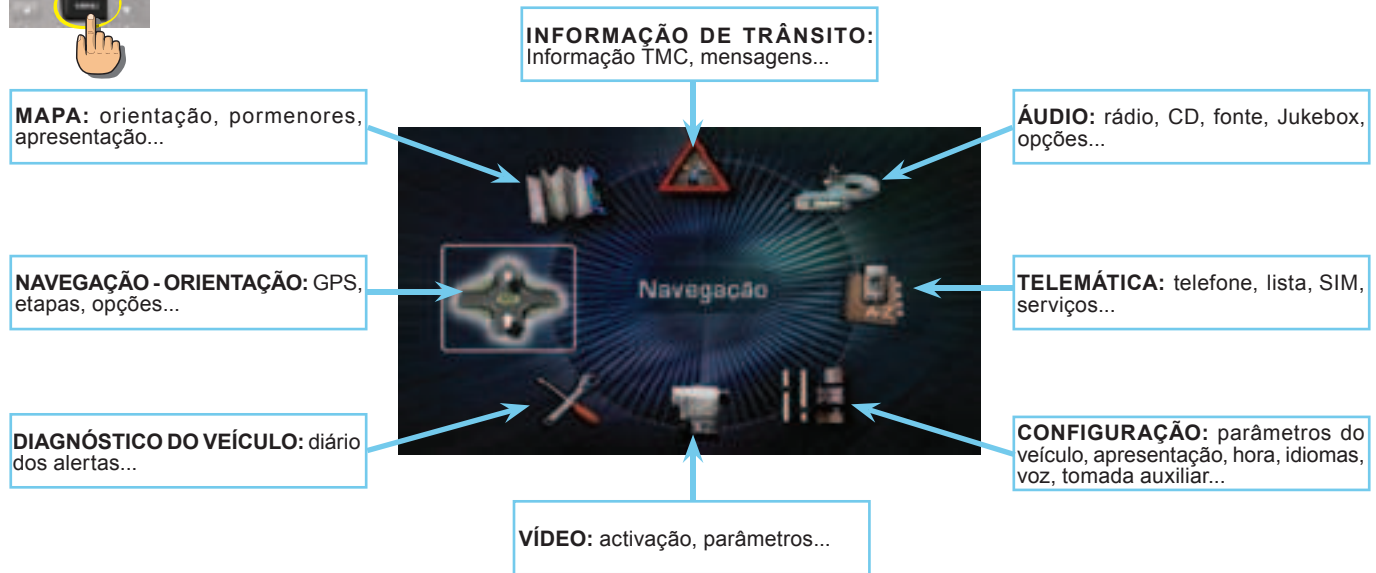 INFORMAÇÃO DE TRÂNSITO:
Informação TMC, mensagens...
MAPA: orientação, pormenores,
apresentação...
ÁUDIO: rádio, CD, fonte, Jukebox,
opções...
NAVEGAÇÃO - ORIENTAÇÃO: GPS,
etapas, opções...
Navegação
TELEMÁTICA: telefone, lista, SIM,
serviços...
DIAGNÓSTICO DO VEÍCULO: diário
dos alertas...
CONFIGURAÇÃO: parâmetros do
veículo, apresentação, hora, idiomas,
voz, tomada auxiliar...
VÍDEO: activação, parâmetros...